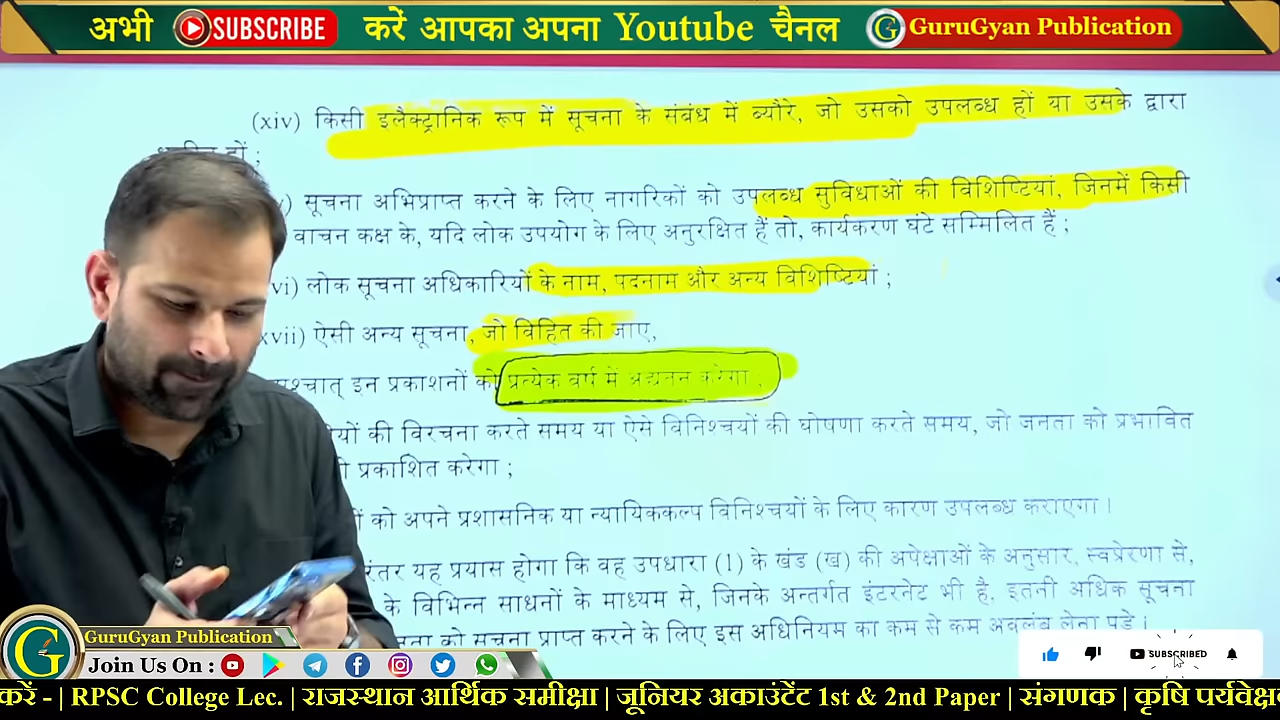 अभी SUBSCRIBE करें आपका अपना Youtube चैनल GuruGyan Publication
(xiv) किसी इलैक्ट्रानिक रूप में सूचना के संबंध में ब्यौरे, जो उसको उपलब्ध हों या उसके द्वारा
हों ;
) सूचना अभिप्राप्त करने के लिए नागरिकों को उपलब्ध सुविधाओं की विशिष्टियां, जिनमें किसी
वाचन कक्ष के, यदि लोक उपयोग के लिए अनुरक्षित हैं तो, कार्यकरण घंटे सम्मिलित हैं ;
vi) लोक सूचना अधिकारियों के नाम, पदनाम और अन्य विशिष्टियां ;
xvii) ऐसी अन्य सूचना, जो विहित की जाए,
इन प्रकाशनों को प्रत्येक वर्ष में अद्यतन करेगा ;
की विरचना करते समय या ऐसे विनिश्चयों की घोषणा करते समय, जो जनता को प्रभावित
प्रकाशित करेगा ;
को अपने प्रशासनिक या न्यायिककल्प विनिश्चयों के लिए कारण उपलब्ध कराएगा ।
यह प्रयास होगा कि वह उपधारा (1) के खंड (ख) की अपेक्षाओं के अनुसार, स्वप्रेरणा से,
के विभिन्न साधनों के माध्यम से, जिनके अन्तर्गत इंटरनेट भी है, इतनी अधिक सूचना
को सूचना प्राप्त करने के लिए इस अधिनियम का कम से कम अवलंब लेना पड़े ।
GuruGyan Publication
Join Us On :
SUBSCRIBED
करें - | RPSC College Lec. | राजस्थान आर्थिक समीक्षा | जूनियर अकाउंटेंट 1st & 2nd Paper | संगणक | कृषि पर्यवेक्ष